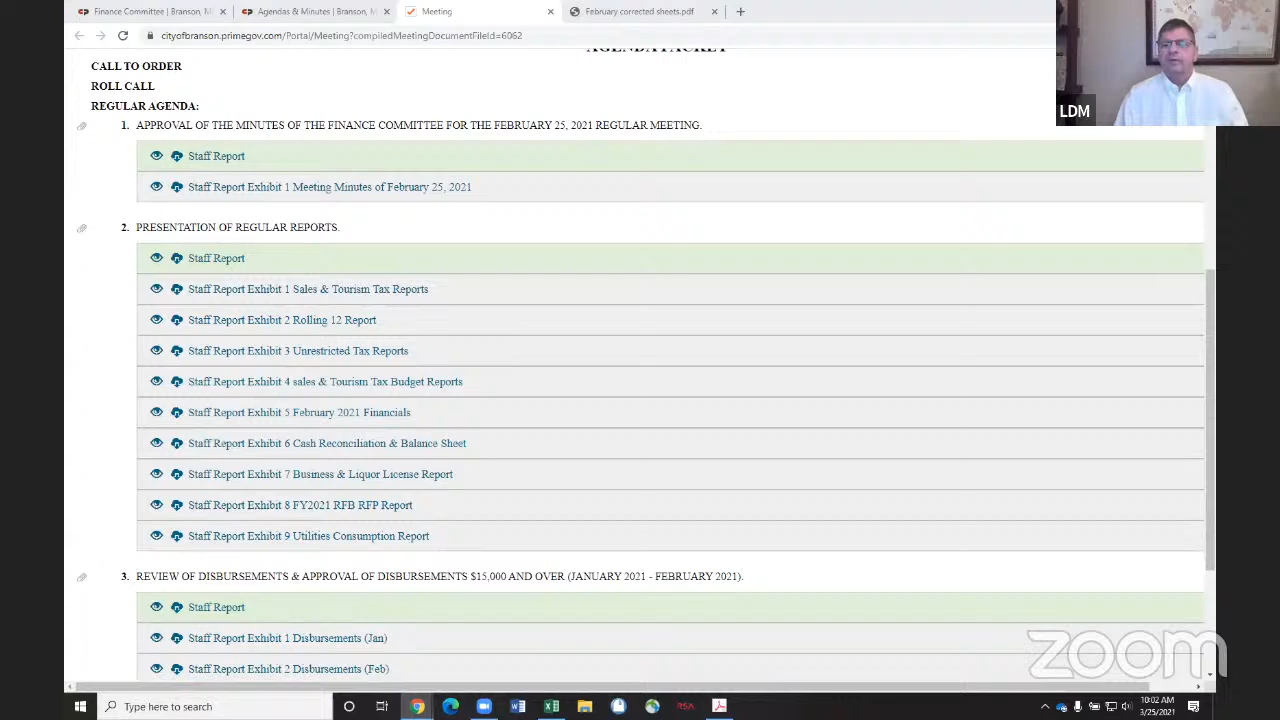 Finance Committee | Branson, M
Agendas & Minutes | Branson, M
Meeting
February corrected sheets.pdf
cityofbranson.primegov.com/Portal/Meeting?compiledMeetingDocumentFileId=6062
AGENDA PACKET
CALL TO ORDER
ROLL CALL
REGULAR AGENDA:
LDM
1. APPROVAL OF THE MINUTES OF THE FINANCE COMMITTEE FOR THE FEBRUARY 25, 2021 REGULAR MEETING.
Staff Report
Staff Report Exhibit 1 Meeting Minutes of February 25, 2021
2. PRESENTATION OF REGULAR REPORTS.
Staff Report
Staff Report Exhibit 1 Sales & Tourism Tax Reports
Staff Report Exhibit 2 Rolling 12 Report
Staff Report Exhibit 3 Unrestricted Tax Reports
Staff Report Exhibit 4 sales & Tourism Tax Budget Reports
Staff Report Exhibit 5 February 2021 Financials
Staff Report Exhibit 6 Cash Reconciliation & Balance Sheet
Staff Report Exhibit 7 Business & Liquor License Report
Staff Report Exhibit 8 FY2021 RFB RFP Report
Staff Report Exhibit 9 Utilities Consumption Report
3. REVIEW OF DISBURSEMENTS & APPROVAL OF DISBURSEMENTS $15,000 AND OVER (JANUARY 2021 - FEBRUARY 2021).
Staff Report
Staff Report Exhibit 1 Disbursements (Jan)
Staff Report Exhibit 2 Disbursements (Feb)
zoom
Type here to search
RSA
10:02 AM
3/25/2021